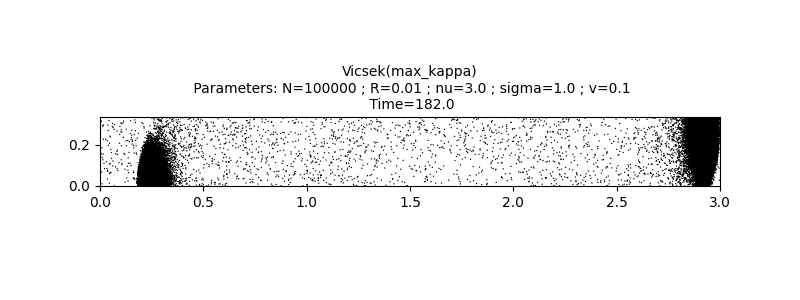 Vicsek(max_kappa)
Parameters: N=100000 ; R=0.01 ; nu=3.0 ; sigma=1.0 ; v=0.1
Time=182.0
0.2
0.0
0.0 0.5 1.0 1.5 2.0 2.5 3.0